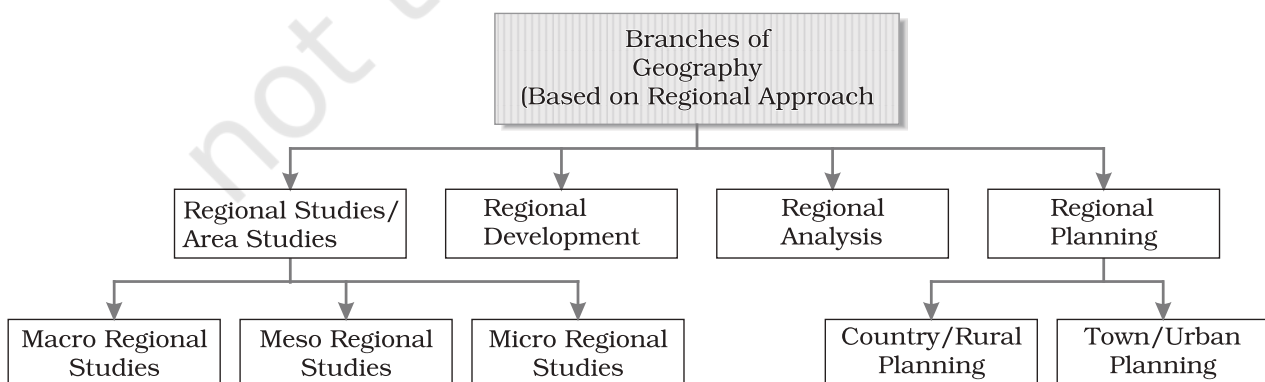 Branches of
Geography
(Based on Regional Approach
Regional Studies/
Area Studies
Regional
Development
Regional
Analysis
Regional
Planning
Macro Regional
Studies
Meso Regional
Studies
Micro Regional
Studies
Country/Rural
Planning
Town/Urban
Planning
not